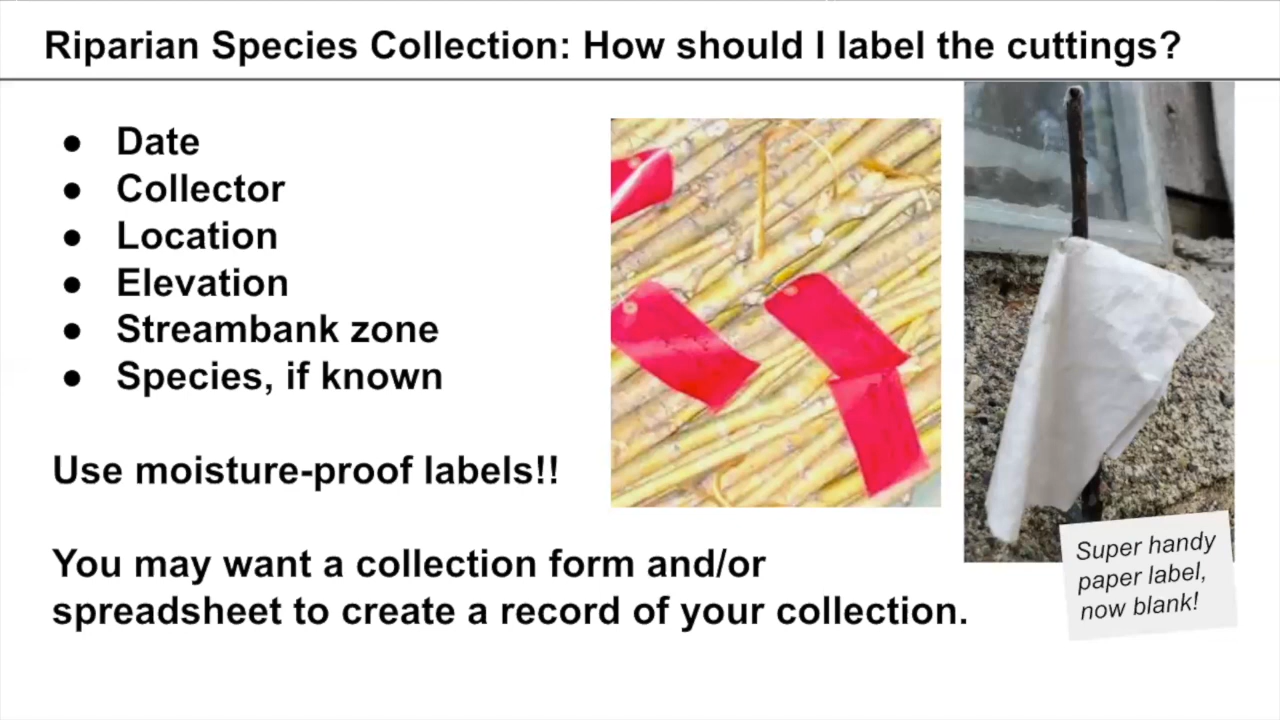 Riparian Species Collection: How should I label the cuttings?
● Date
● Collector
● Location
● Elevation
● Streambank zone
● Species, if known
Use moisture-proof labels!!
You may want a collection form and/or
spreadsheet to create a record of your collection.
Super handy
paper label,
now blank!